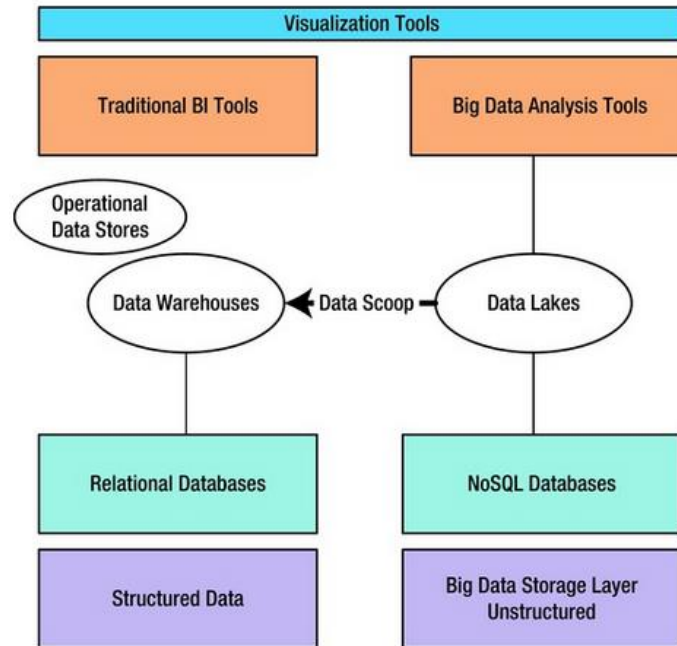 Visualization Tools
Traditional BI Tools
Big Data Analysis Tools
Operational
Data Stores
Data Warehouses
Data Scoop
Data Lakes
Relational Databases
NoSQL Databases
Structured Data
Big Data Storage Layer
Unstructured